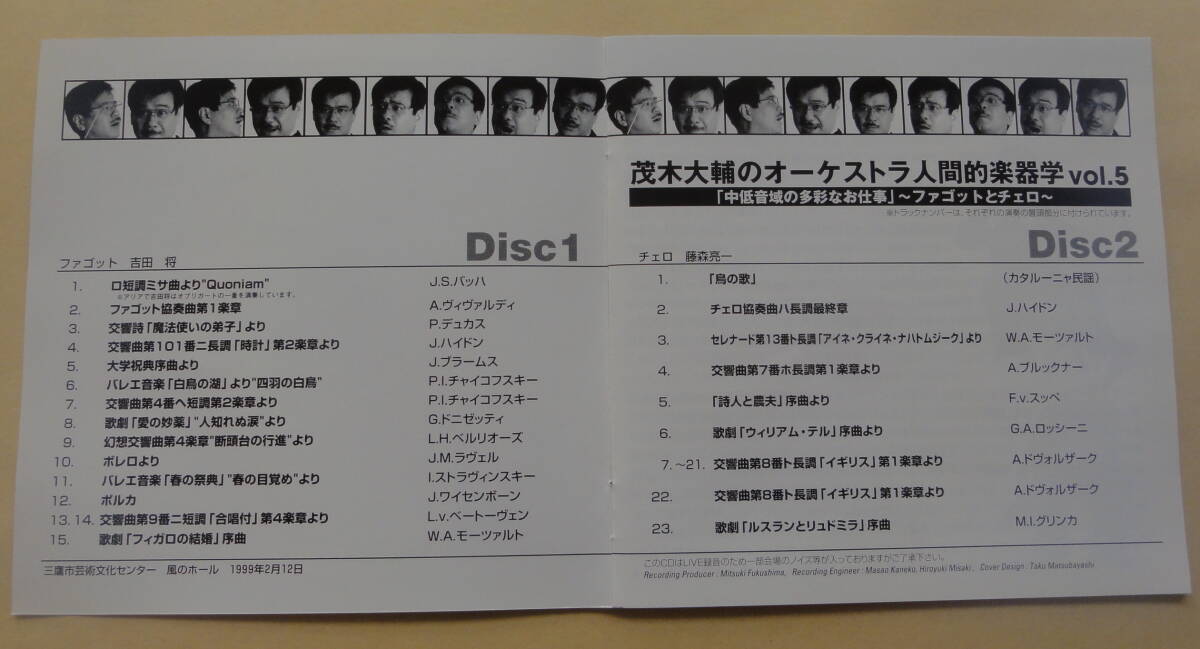 茂木大輔のオーケストラ人間的楽器学 vol.5
「中低音域の多彩なお仕事」〜ファゴットとチェロ〜
※トラックナンバーは、それぞれの演奏の冒頭部分に付けられています。
Disc1
ファゴット 吉田 将
1. ロ短調ミサ曲より"Quoniam" J.S.バッハ
※アリアで吉田将はオブリガートの一番を演奏しています。
2. ファゴット協奏曲第1楽章 A.ヴィヴァルディ
3. 交響詩「魔法使いの弟子」より P.デュカス
4. 交響曲第101番ニ長調「時計」第2楽章より J.ハイドン
5. 大学祝典序曲より J.ブラームス
6. バレエ音楽「白鳥の湖」より"四羽の白鳥" P.I.チャイコフスキー
7. 交響曲第4番ヘ短調第2楽章より P.I.チャイコフスキー
8. 歌劇「愛の妙薬」"人知れぬ涙"より G.ドニゼッティ
9. 幻想交響曲第4楽章"断頭台の行進"より L.H.ベルリオーズ
10. ボレロより J.M.ラヴェル
11. バレエ音楽「春の祭典」"春の目覚め"より I.ストラヴィンスキー
12. ポルカ J.ワイセンボーン
13. 14. 交響曲第9番ニ短調「合唱付」第4楽章より L.v.ベートーヴェン
15. 歌劇「フィガロの結婚」序曲 W.A.モーツァルト
三鷹市芸術文化センター 風のホール 1999年2月12日
Disc2
チェロ 藤森亮一
1. 「鳥の歌」 (カタルーニャ民謡)
2. チェロ協奏曲ハ長調最終章 J.ハイドン
3. セレナード第13番ト長調「アイネ・クライネ・ナハトムジーク」より W.A.モーツァルト
4. 交響曲第7番ホ長調第1楽章より A.ブルックナー
5. 「詩人と農夫」序曲より F.v.スッペ
6. 歌劇「ウィリアム・テル」序曲より G.A.ロッシーニ
7.〜21. 交響曲第8番ト長調「イギリス」第1楽章より A.ドヴォルザーク
22. 交響曲第8番ト長調「イギリス」第1楽章より A.ドヴォルザーク
23. 歌劇「ルスランとリュドミラ」序曲 M.I.グリンカ
このCDはLIVE録音のため一部会場のノイズ等が入っておりますがご了承下さい。
Recording Producer : Mitsuki Fukushima, Recording Engineer : Masao Kaneko, Hiroyuki Misaki, Cover Design : Taku Matsubayashi